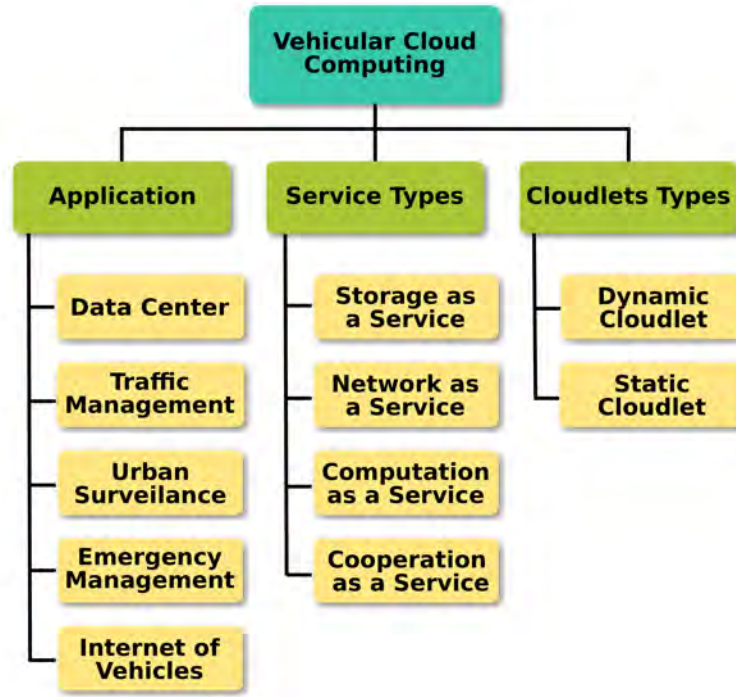 Vehicular Cloud
Computing
Application
Service Types
Cloudlets Types
Data Center
Traffic
Management
Urban
Surveilance
Emergency
Management
Internet of
Vehicles
Storage as
a Service
Network as
a Service
Computation
as a Service
Cooperation
as a Service
Dynamic
Cloudlet
Static
Cloudlet